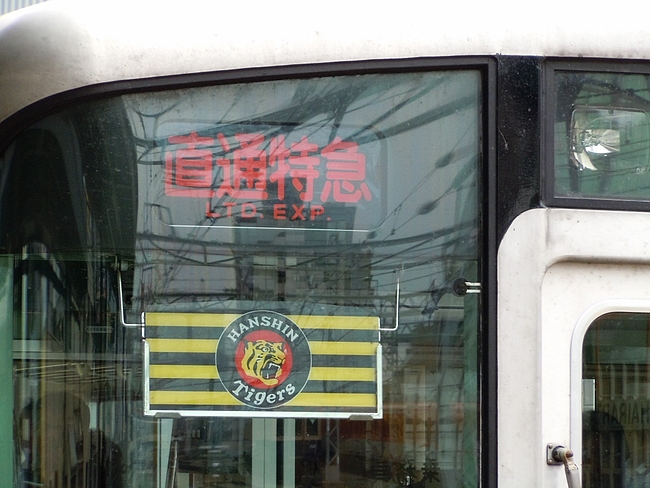 直通特急
LTD. EXP.
HANSHIN
Tigers